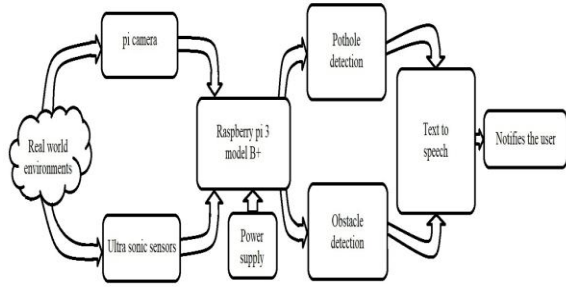 pi camera
Real world
environments
Ultra sonic sensors
Raspberry pi 3
model B+
Power
supply
Pothole
detection
Obstacle
detection
Text to
speech
Notifies the user